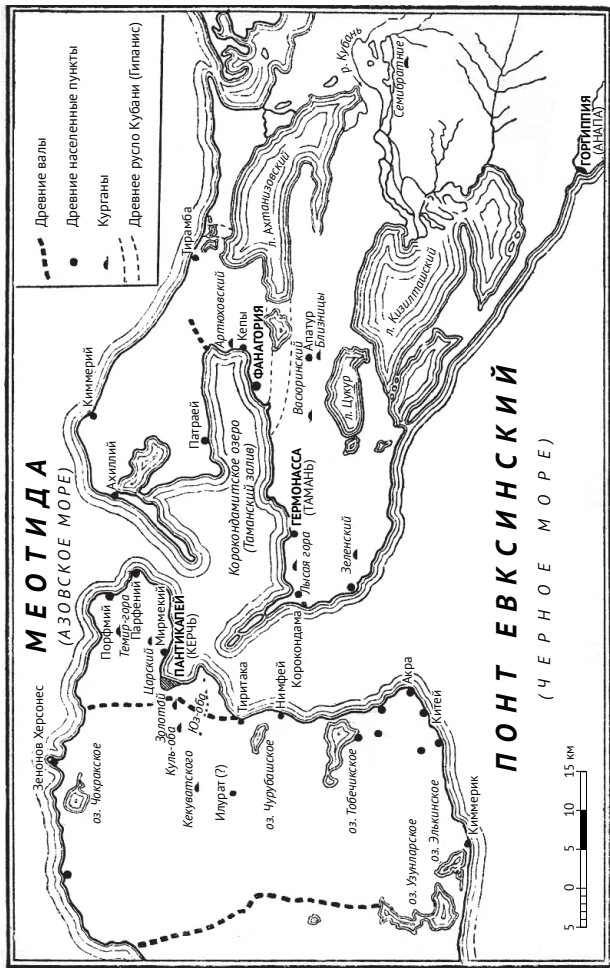 МЕОТИДА
(АЗОВСКОЕ МОРЕ)
Древние валы
Древние населенные пункты
Курганы
Древнее русло Кубани (Гипанис)
Зенонов Херсонес
оз. Чокракское
Порфмий
Темир-гора
Парфений
Царский
Мирмекий
ПАНТИКАПЕЙ
(КЕРЧЬ)
Золотой
Куль-оба
Юз-оба
Кекуватского
Илурат (?)
Тиритака
Нимфей
оз. Чурубашское
оз. Тобечикское
Акра
Китей
оз. Узунларское
оз. Элькинское
Киммерик
Ахиллий
Киммерий
Патраей
Корокондамитское озеро
(Таманский залив)
Тирамба
Артюховский
Кепы
ФАНАГОРИЯ
л. Ахтанизовский
р. Кубань
Семибратние
Васюринский
Апатур
Близницы
ГЕРМОНАССА
(ТАМАНЬ)
Лысая гора
Корокондама
Зеленский
л. Цукур
л. Кизилташский
ГОРГИППИЯ
(АНАПА)
ПОНТ ЕВКСИНСКИЙ
(ЧЕРНОЕ МОРЕ)
5 0 5 10 15 км